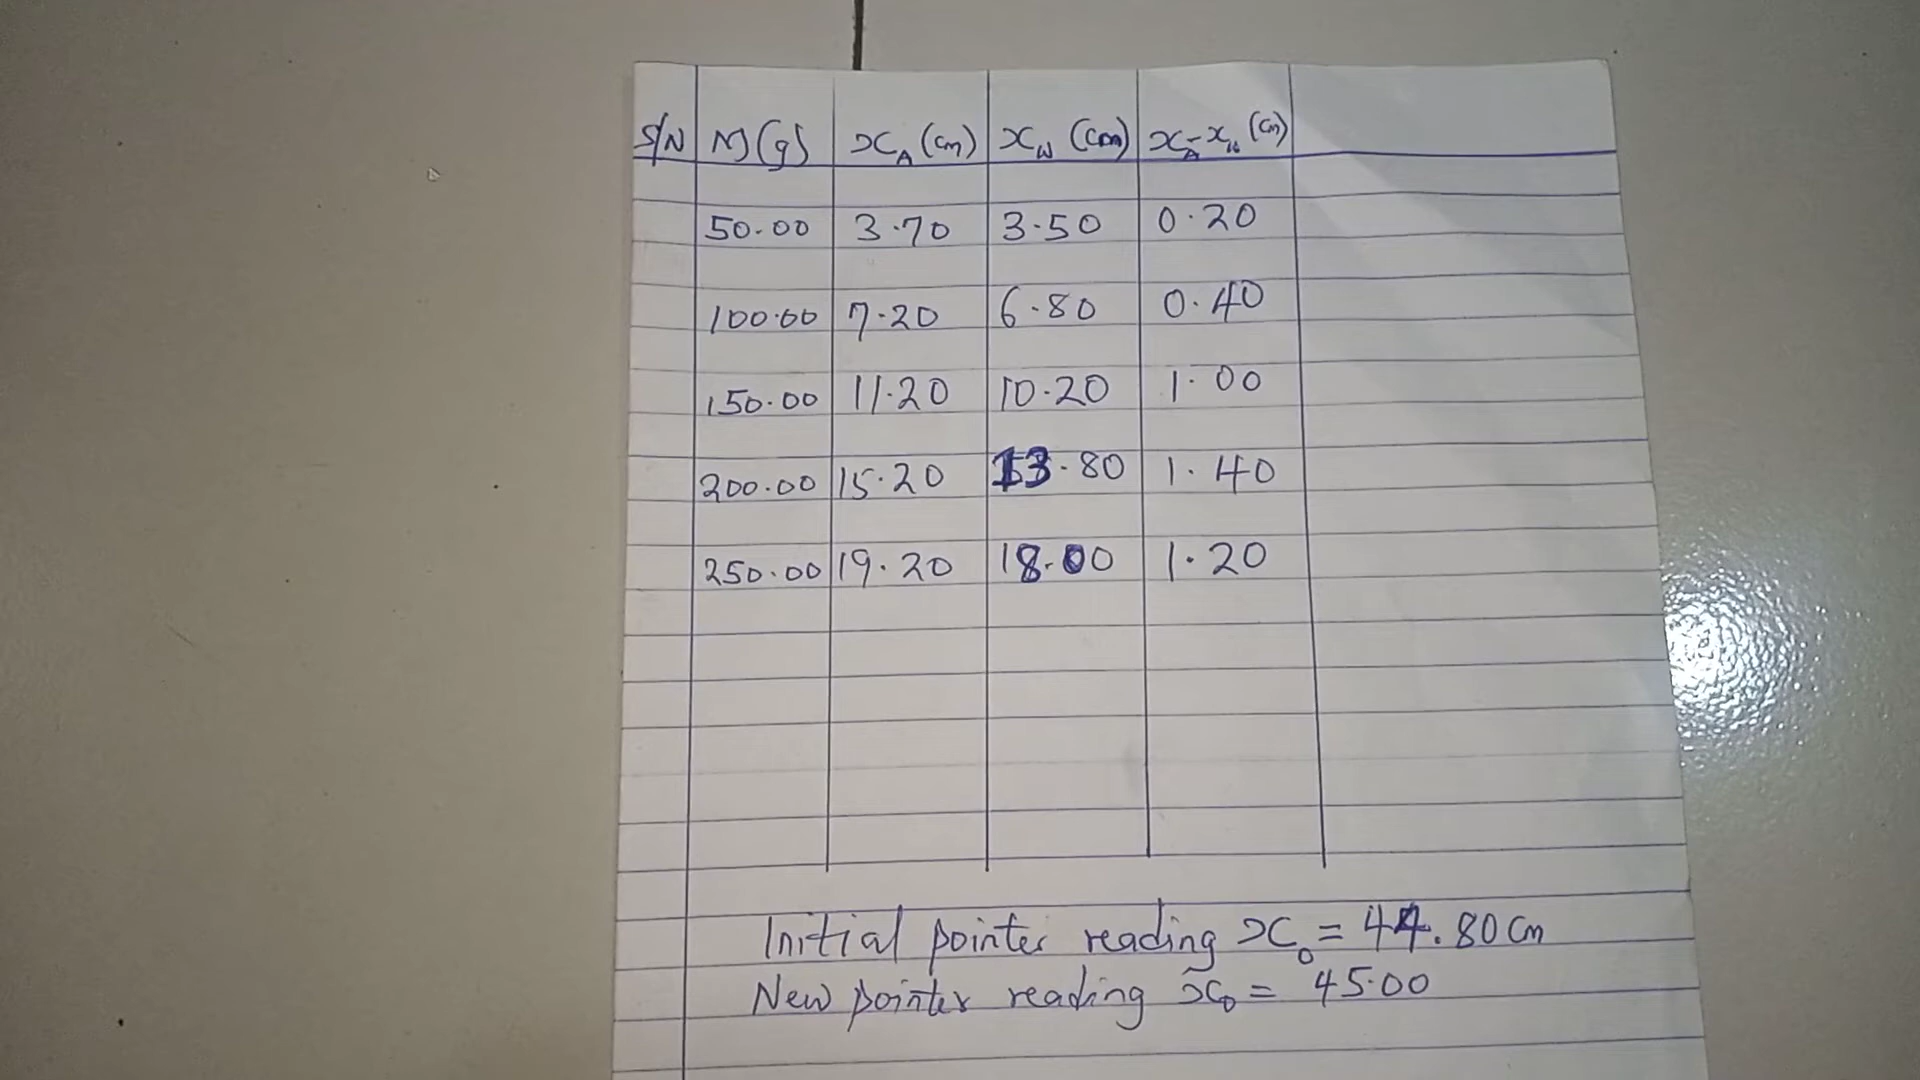 S/N M(g) xA (cm) xW (cm) xA-xW (cm)
50.00 3.70 3.50 0.20
100.00 7.20 6.80 0.40
150.00 11.20 10.20 1.00
200.00 15.20 13.80 1.40
250.00 19.20 18.00 1.20
Initial pointer reading x0 = 44.80cm
New pointer reading x0 = 45.00